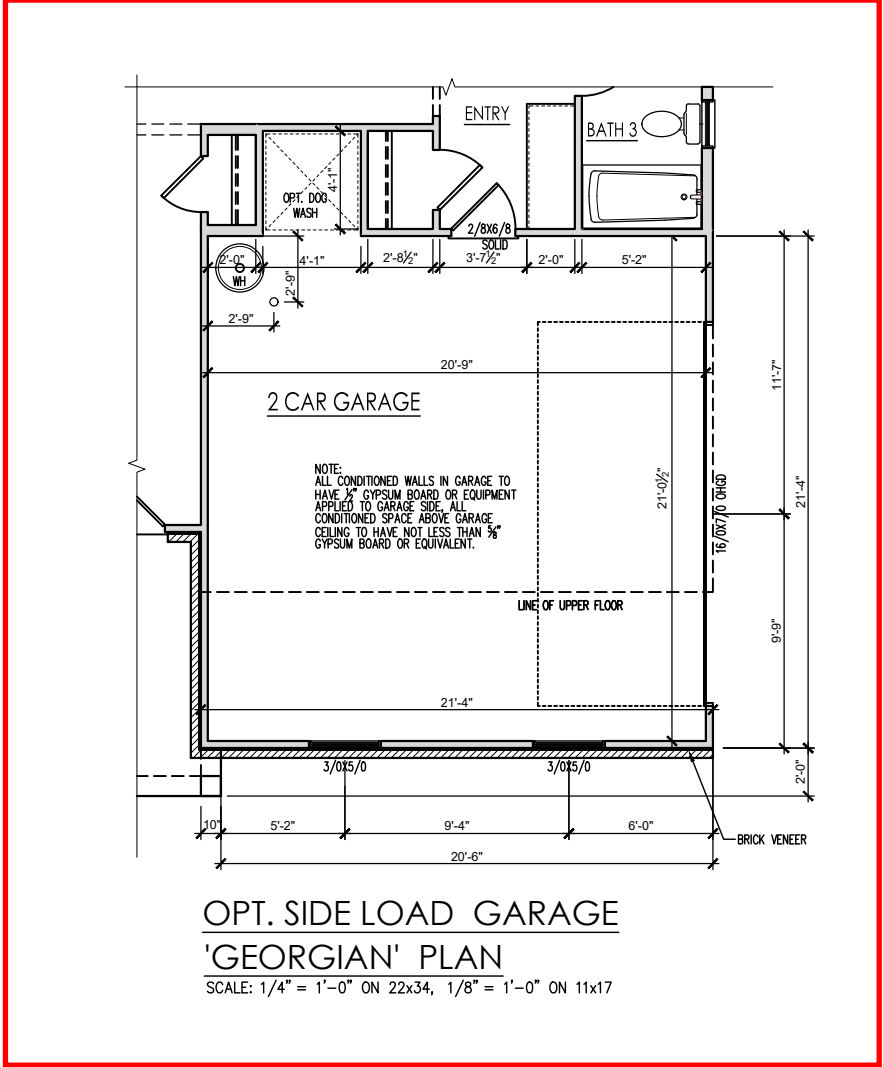 ENTRY
BATH 3
OPT. DOG
WASH
4'-1"
2/8X6/8
SOLID
2'-0"
4'-1"
2'-8½"
3'-7½"
2'-0"
5'-2"
WH
2'-9"
2'-9"
20'-9"
11'-7"
2 CAR GARAGE
NOTE:
ALL CONDITIONED WALLS IN GARAGE TO
HAVE ½" GYPSUM BOARD OR EQUIPMENT
APPLIED TO GARAGE SIDE, ALL
CONDITIONED SPACE ABOVE GARAGE
CEILING TO HAVE NOT LESS THAN ⅝"
GYPSUM BOARD OR EQUIVALENT.
21'-0½"
16/0X7/0 OHGD
21'-4"
LINE OF UPPER FLOOR
9'-9"
21'-4"
3/0X5/0
3/0X5/0
2'-0"
10"
5'-2"
9'-4"
6'-0"
BRICK VENEER
20'-6"
OPT. SIDE LOAD GARAGE
'GEORGIAN' PLAN
SCALE: 1/4" = 1'-0" ON 22x34, 1/8" = 1'-0" ON 11x17